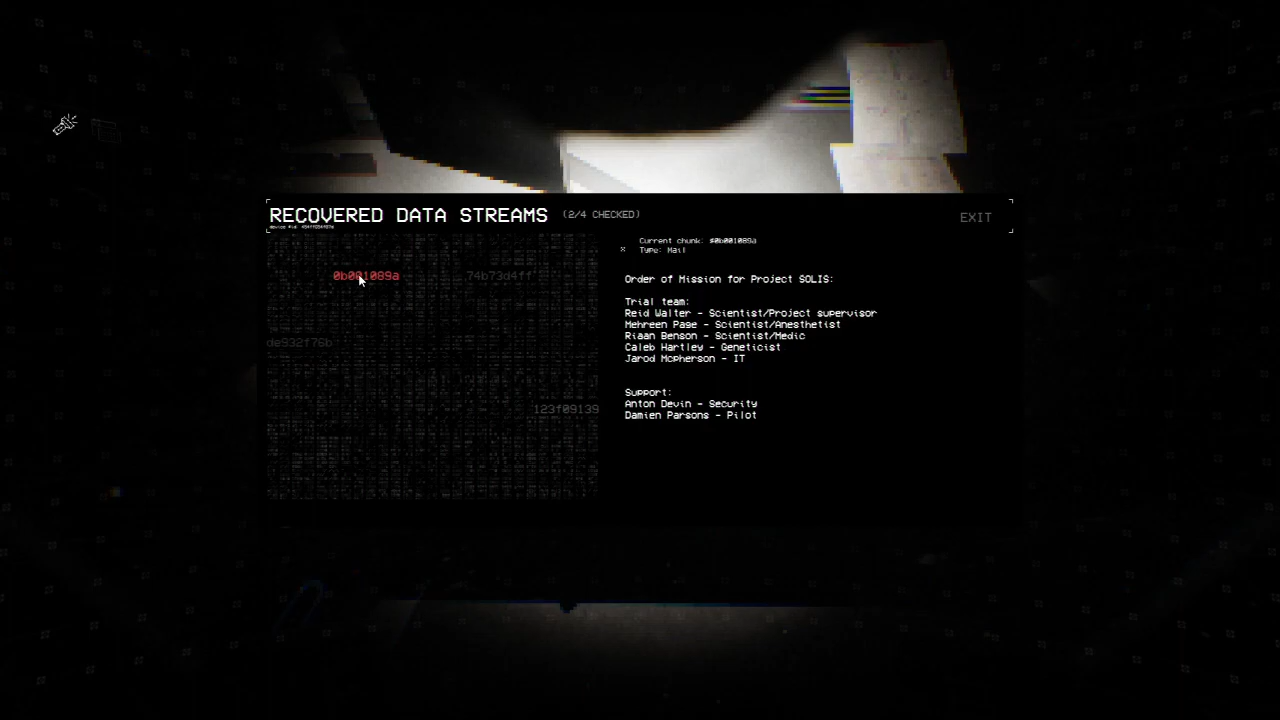 RECOVERED DATA STREAMS (2/4 CHECKED)
EXIT
Current chunk: #0b001089a
Type: Mail
0b001089a
74b73d4ff
de932f76b
123f09139
Order of Mission for Project SOLIS:
Trial team:
Reid Walter - Scientist/Project supervisor
Mehreen Page - Scientist/Anesthetist
Riaan Benson - Scientist/Medic
Caleb Hartley - Geneticist
Jarod Mcpherson - IT
Support:
Anton Devin - Security
Damien Parsons - Pilot